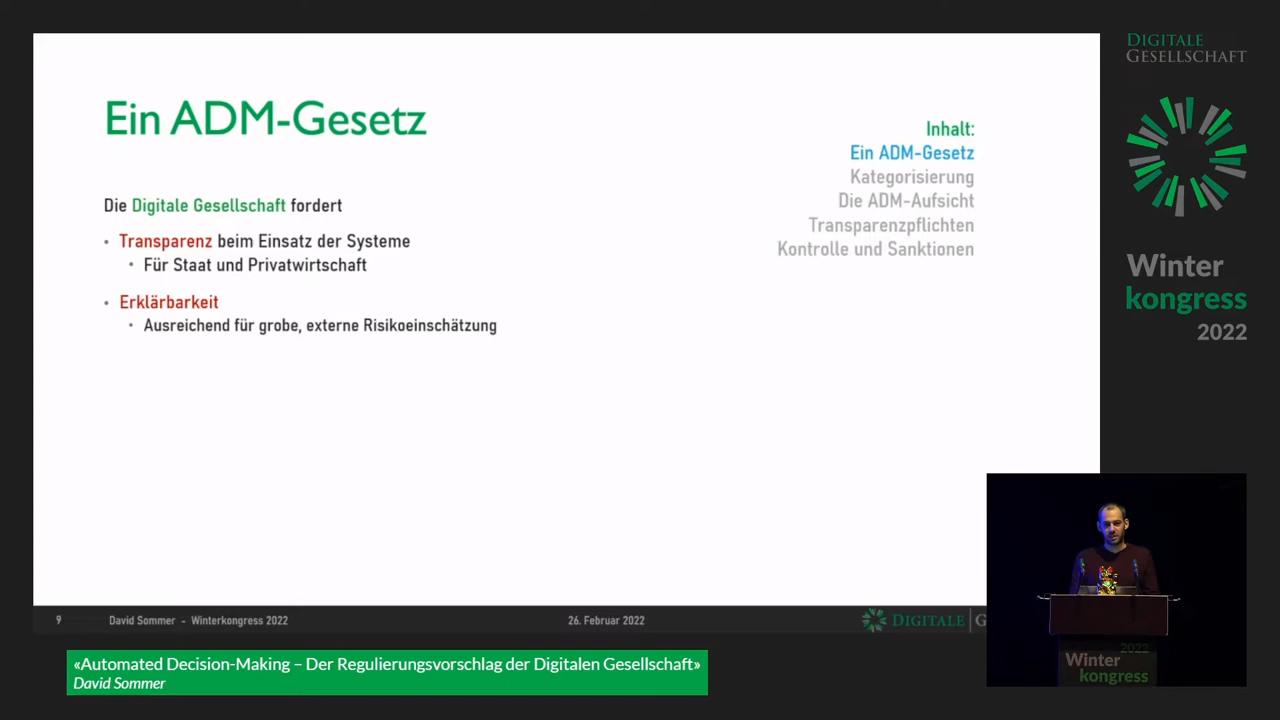 Ein ADM-Gesetz
Inhalt:
Ein ADM-Gesetz
Kategorisierung
Die ADM-Aufsicht
Transparenzpflichten
Kontrolle und Sanktionen
Die Digitale Gesellschaft fordert
• Transparenz beim Einsatz der Systeme
• Für Staat und Privatwirtschaft
• Erklärbarkeit
• Ausreichend für grobe, externe Risikoeinschätzung
9
David Sommer - Winterkongress 2022
26. Februar 2022
DIGITALE G
DIGITALE
GESELLSCHAFT
Winter
kongress
2022
2022
Winter
kongress
«Automated Decision-Making – Der Regulierungsvorschlag der Digitalen Gesellschaft»
David Sommer